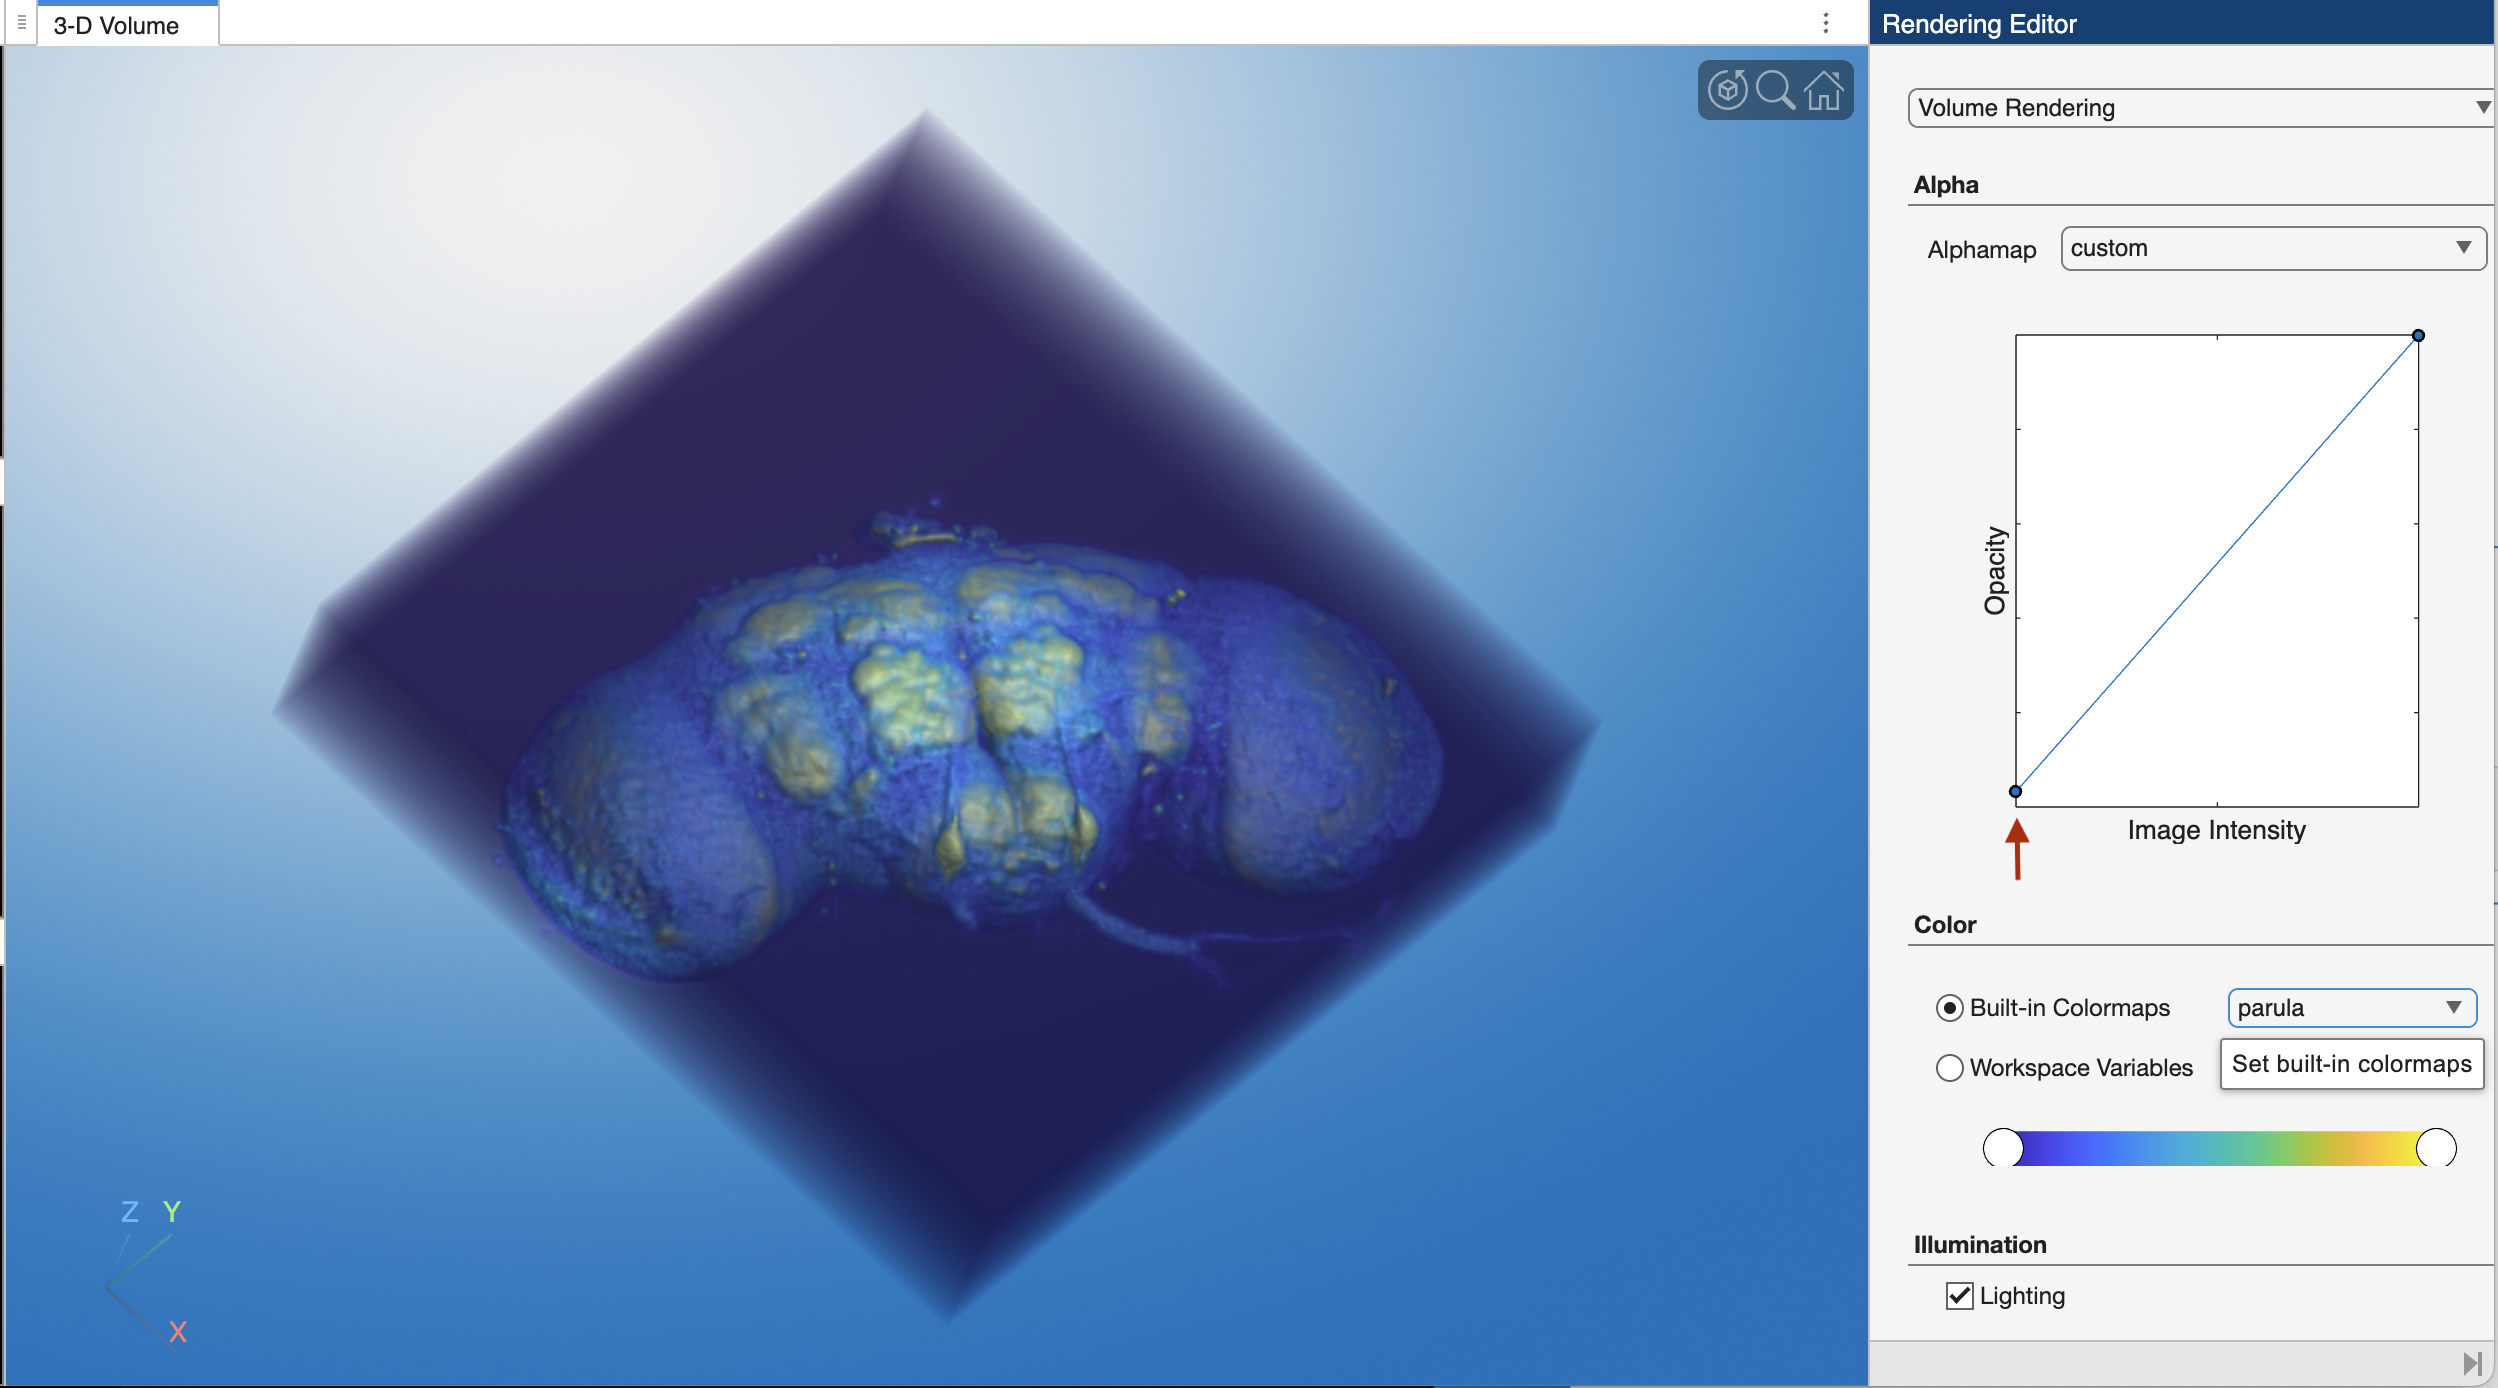 3-D Volume
Rendering Editor
Volume Rendering
Alpha
Alphamap custom
Opacity
Image Intensity
Color
Built-in Colormaps parula
Workspace Variables
Set built-in colormaps
Illumination
Lighting
Z Y
X